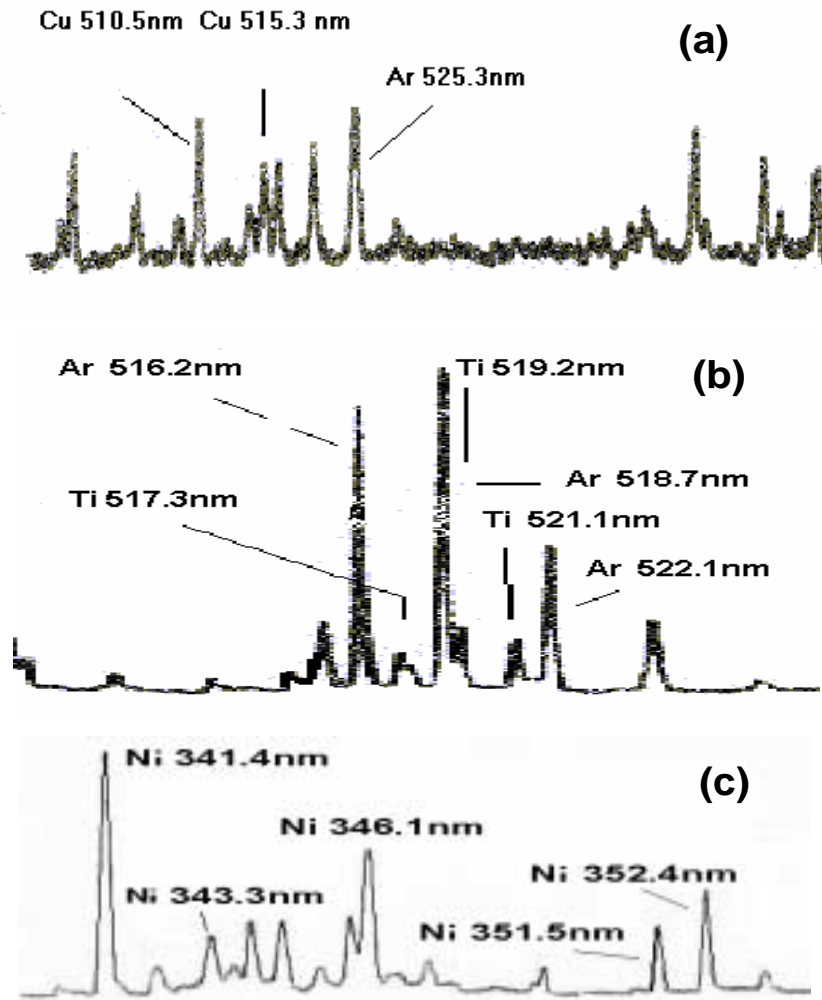 Cu 510.5nm Cu 515.3 nm
(a)
Ar 525.3nm
Ar 516.2nm
Ti 519.2nm
(b)
Ti 517.3nm
Ar 518.7nm
Ti 521.1nm
Ar 522.1nm
Ni 341.4nm
(c)
Ni 346.1nm
Ni 343.3nm
Ni 352.4nm
Ni 351.5nm